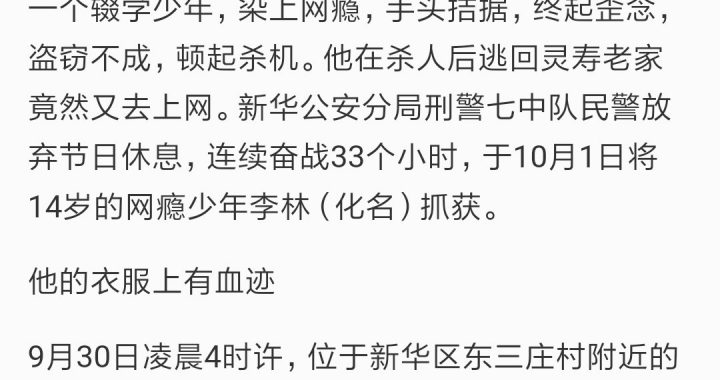 一个辍学少年，染上网瘾，手头拮据，终起歪念，
盗窃不成，顿起杀机。他在杀人后逃回灵寿老家
竟然又去上网。新华公安分局刑警七中队民警放
弃节日休息，连续奋战33个小时，于10月1日将
14岁的网瘾少年李林（化名）抓获。
他的衣服上有血迹
9月30日凌晨4时许，位于新华区东三庄村附近的